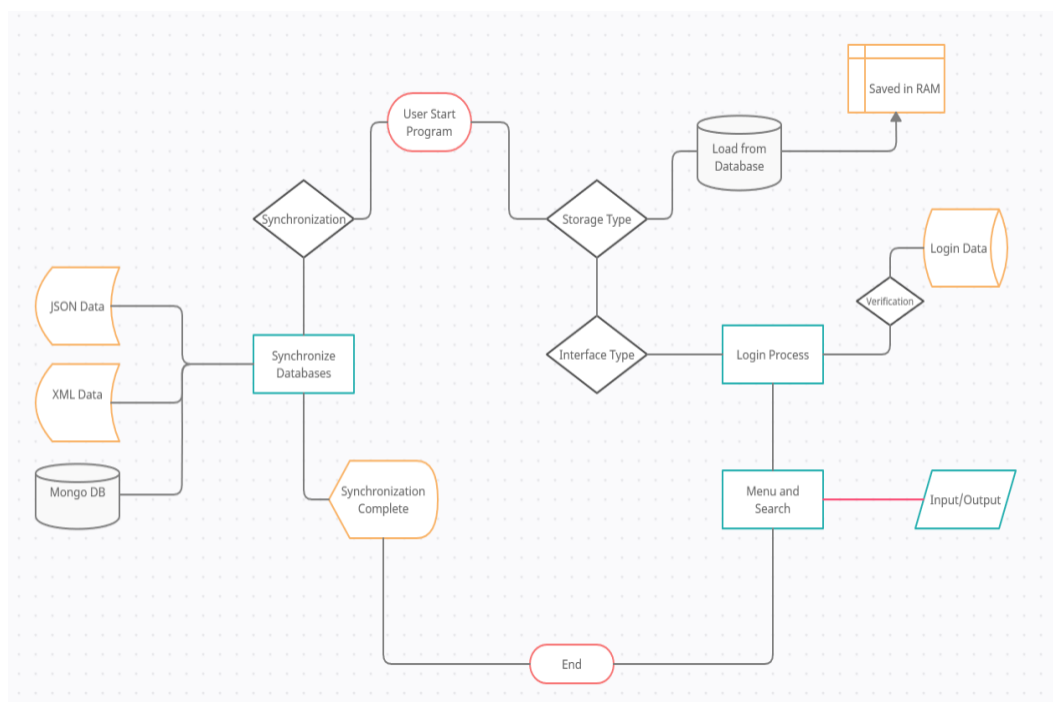 User Start
Program
Saved in RAM
Load from
Database
Synchronization
Storage Type
Login Data
Verification
JSON Data
Synchronize
Databases
Interface Type
Login Process
XML Data
Mongo DB
Synchronization
Complete
Menu and
Search
Input/Output
End